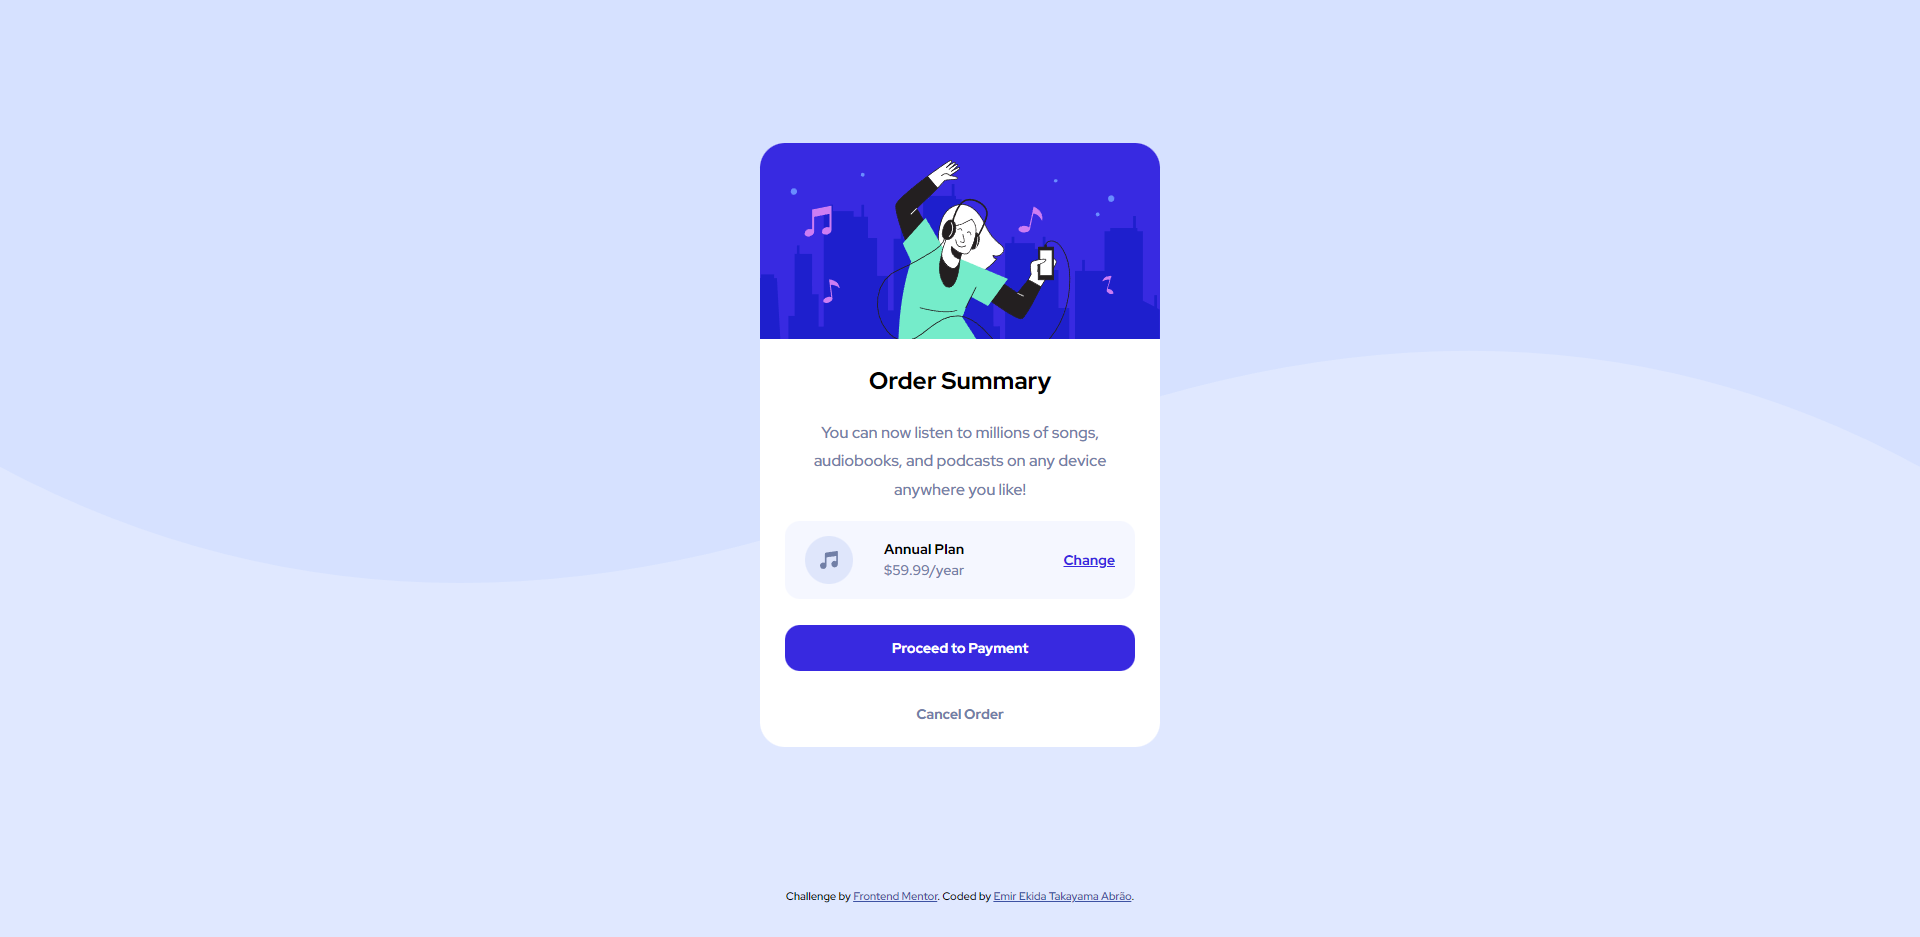 Order Summary
You can now listen to millions of songs,
audiobooks, and podcasts on any device
anywhere you like!
Annual Plan
$59.99/year
Change
Proceed to Payment
Cancel Order
Challenge by Frontend Mentor. Coded by Emir Ekida Takayama Abrão.